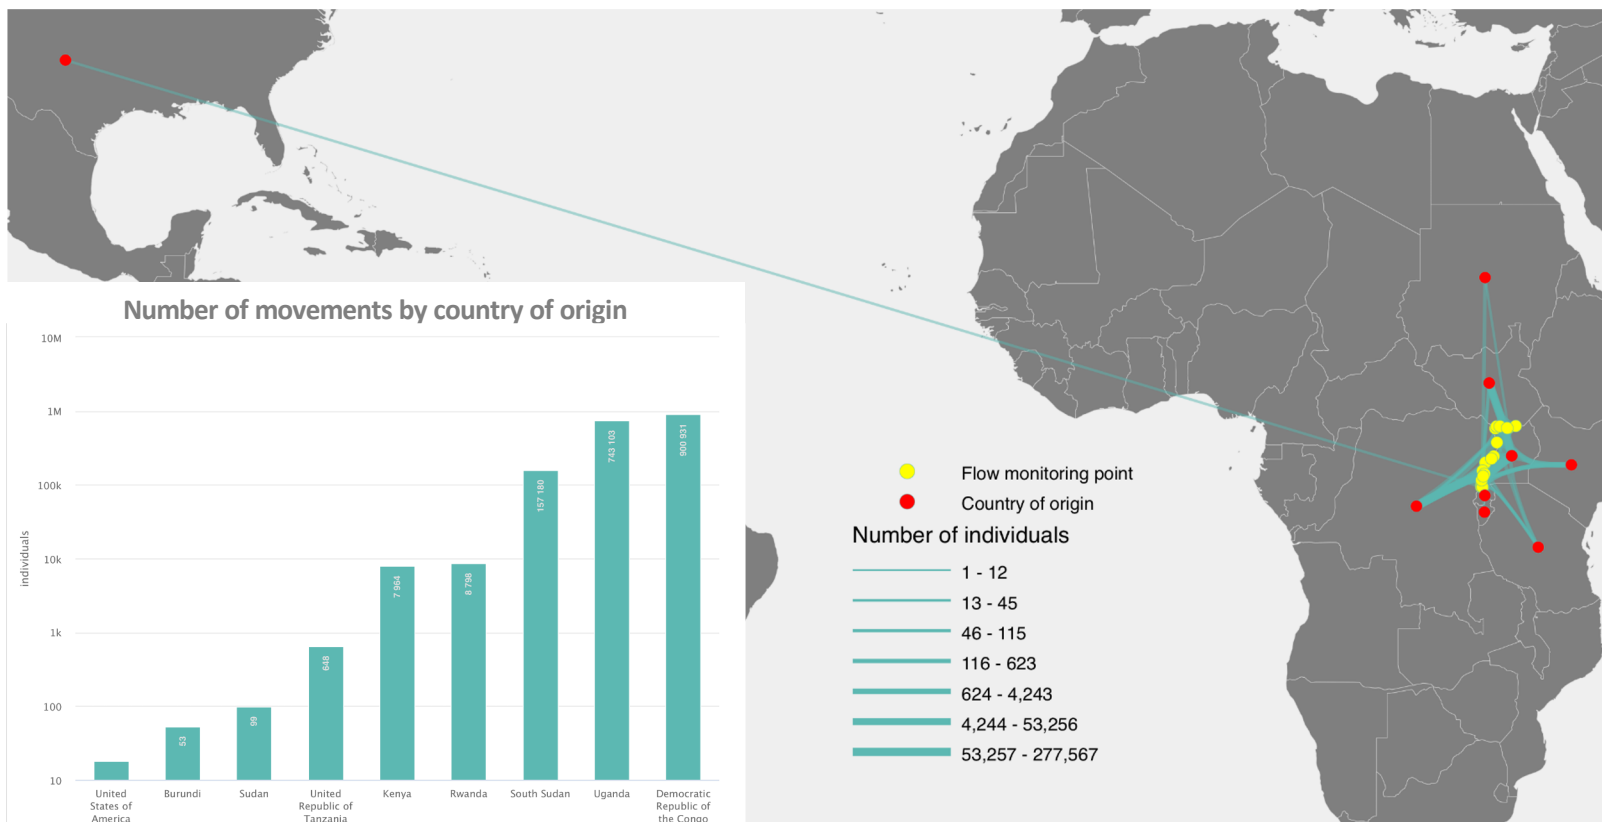 Number of movements by country of origin
10M
1M
100k
10k
1k
100
10
individuals
53
99
648
7 964
8 798
157 180
743 103
900 931
United
States of
America
Burundi
Sudan
United
Republic of
Tanzania
Kenya
Rwanda
South Sudan
Uganda
Democratic
Republic of
the Congo
Flow monitoring point
Country of origin
Number of individuals
1 - 12
13 - 45
46 - 115
116 - 623
624 - 4,243
4,244 - 53,256
53,257 - 277,567